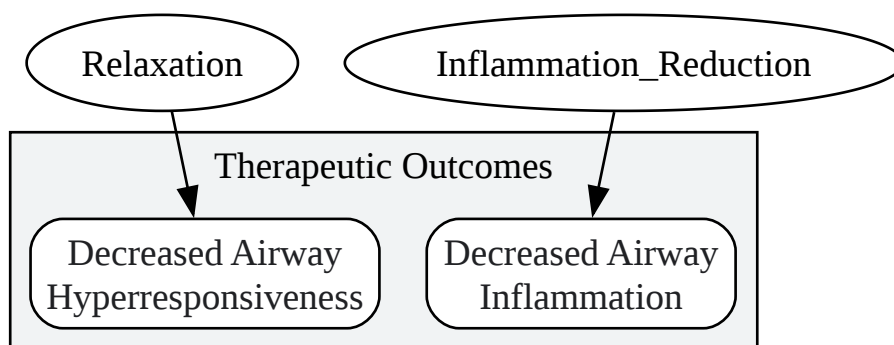 Relaxation
Inflammation_Reduction
Therapeutic Outcomes
Decreased Airway
Hyperresponsiveness
Decreased Airway
Inflammation